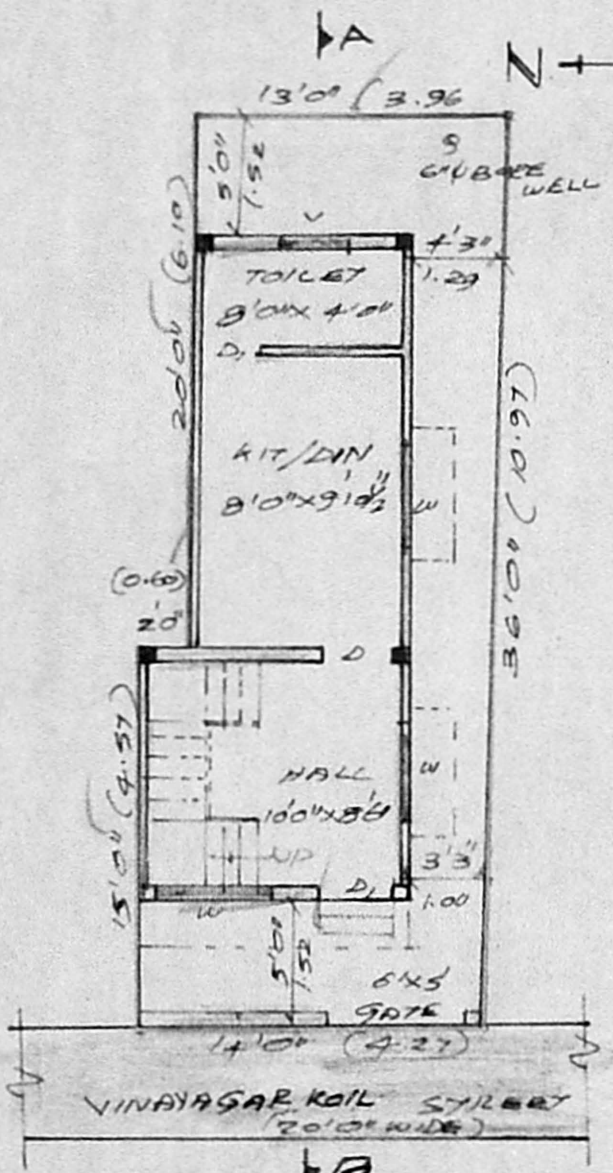 A
N
13'0" (3.96
5'0"
1.52
6"ɸ BORE
WELL
V
4'3"
1.29
TOILET
8'0"X 4'0"
D1
20'0" (6.10)
KIT/DIN
8'0"X9'10½"
W
36'0" (10.97)
(0.60)
2'0"
D
15'0" (4.57)
HALL
10'0"X8'6"
W
UP
3'3"
1.00
D1
W
5'0"
1.52
6'X5'
GATE
14'0" (4.27)
VINAYAGAR KOIL STREET
(20'0" WIDE)